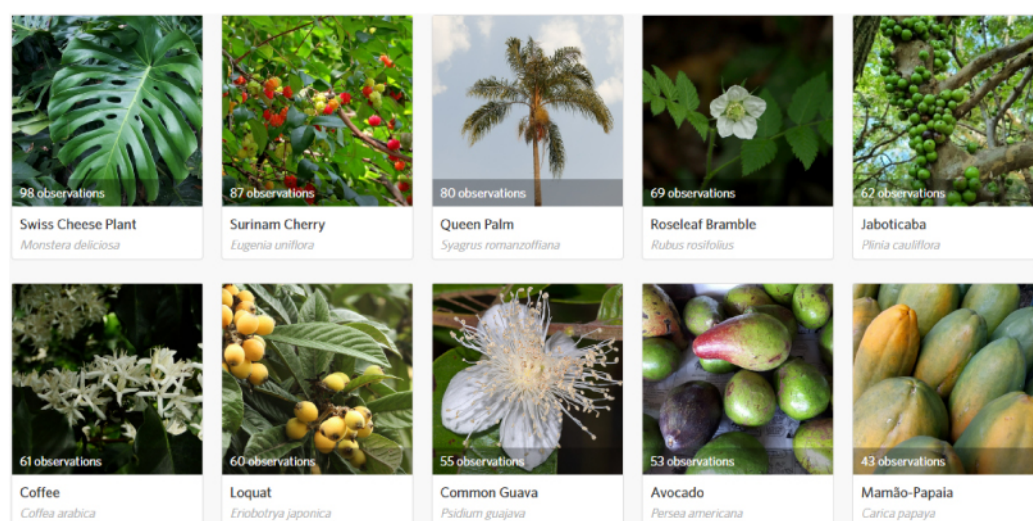 98 observations
87 observations
80 observations
69 observations
62 observations
Swiss Cheese Plant
Surinam Cherry
Queen Palm
Roseleaf Bramble
Jaboticaba
Monstera deliciosa
Eugenia uniflora
Syagrus romanzoffiana
Rubus rosifolius
Plinia cauliflora
61 observations
60 observations
55 observations
53 observations
43 observations
Coffee
Loquat
Common Guava
Avocado
Mamão-Papaia
Coffea arabica
Eriobotrya japonica
Psidium guajava
Persea americana
Carica papaya